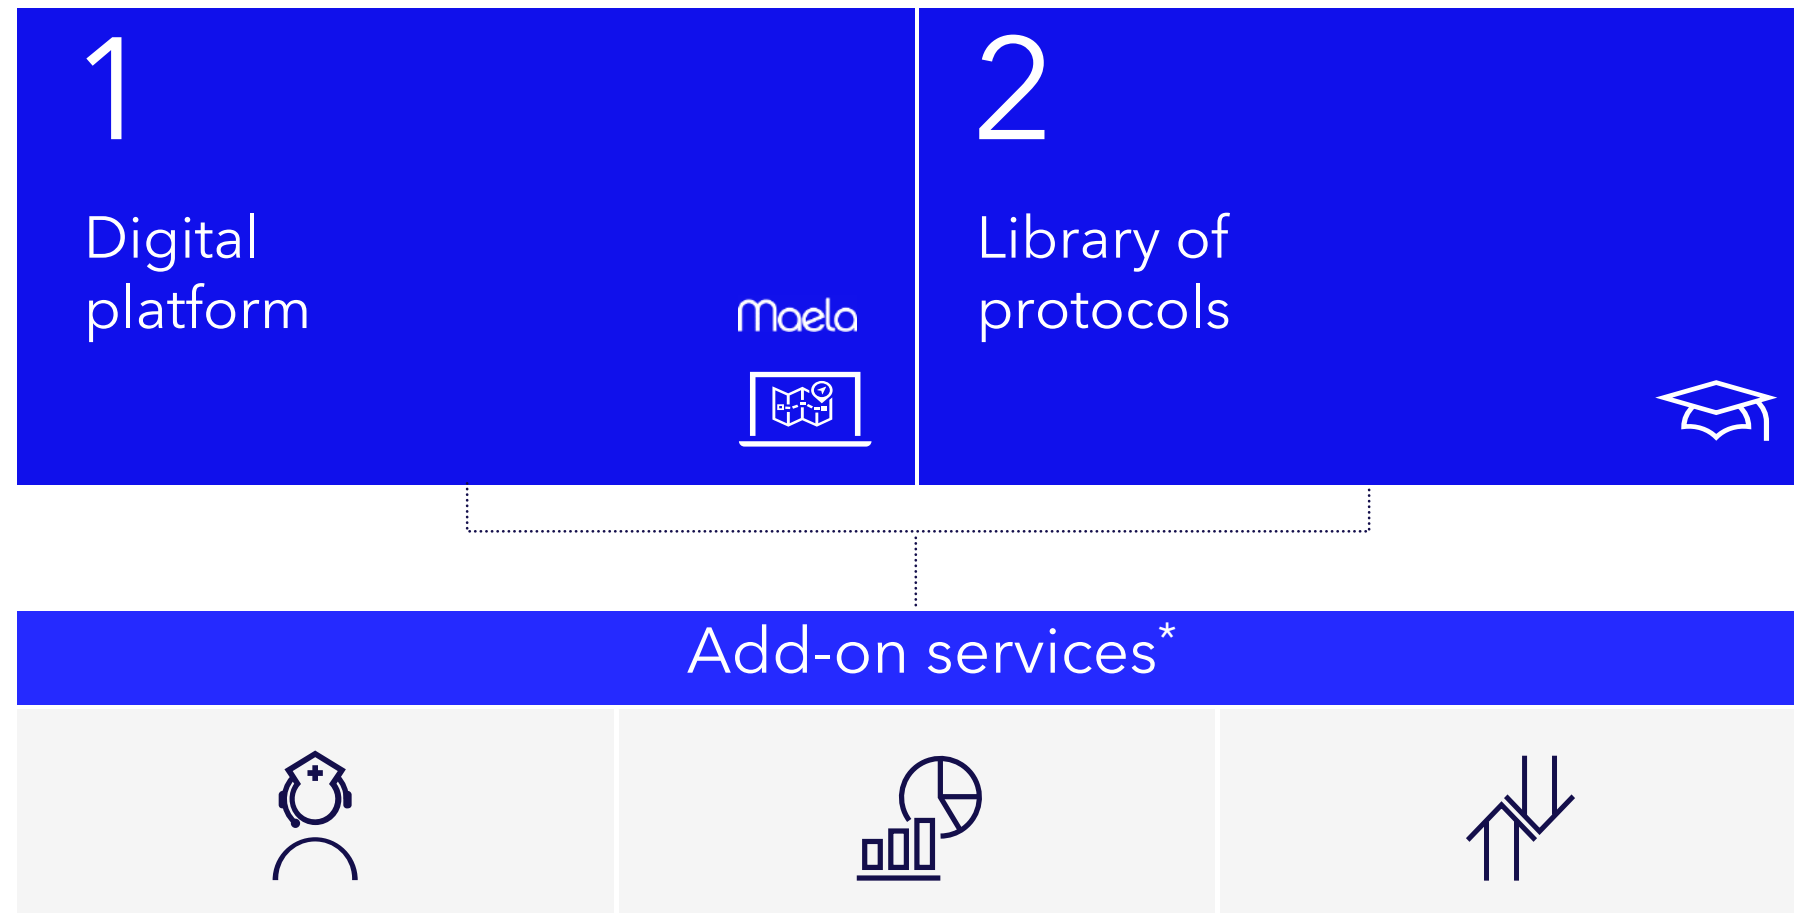 1
Digital
platform
Maela
2
Library of
protocols
Add-on services*